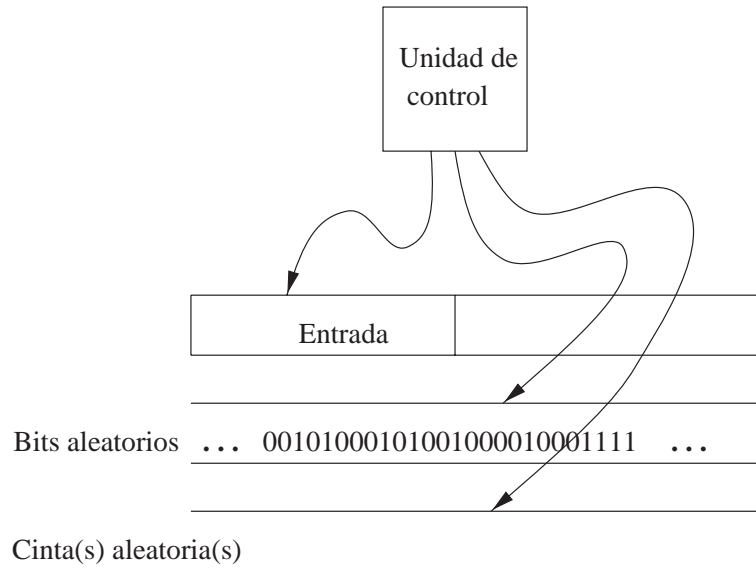 Unidad de
control
Entrada
Bits aleatorios ... 00101000101001000010001111 ...
Cinta(s) aleatoria(s)